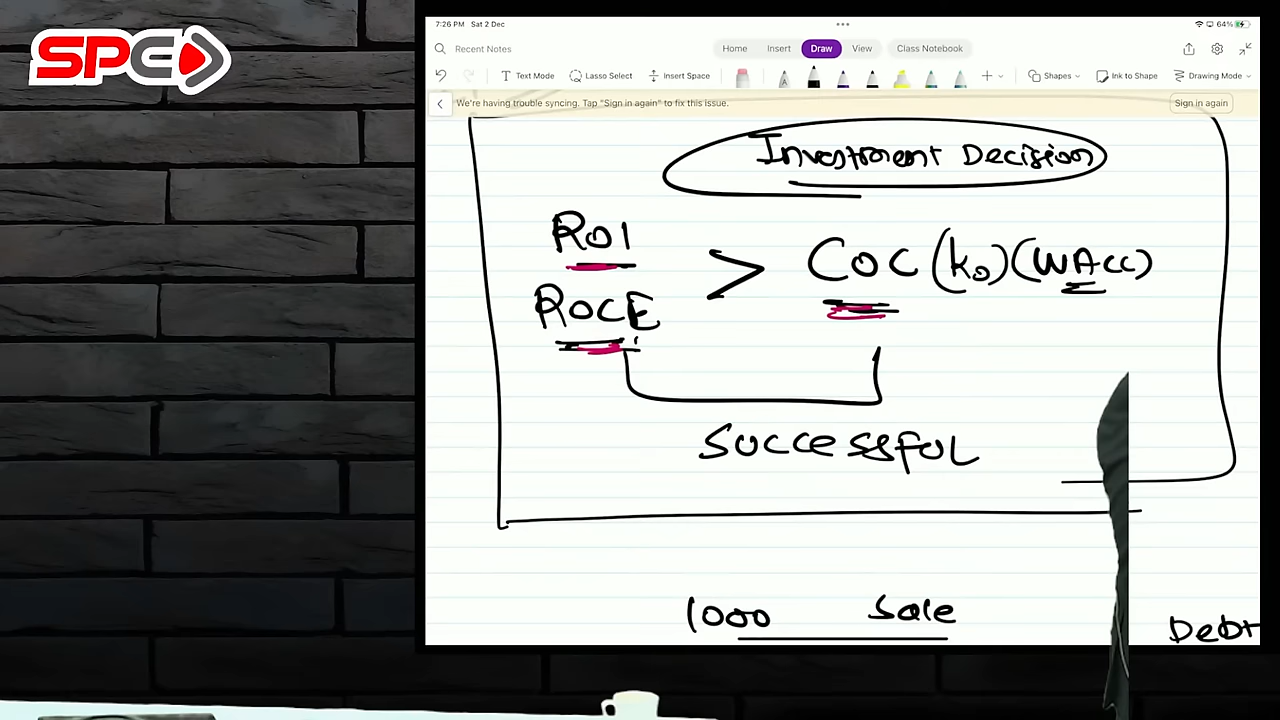 SPC
7:26 PM Sat 2 Dec
64%
Recent Notes
Home Insert Draw View Class Notebook
Text Mode Lasso Select Insert Space Shapes Ink to Shape Drawing Mode
We're having trouble syncing. Tap "Sign in again" to fix this issue. Sign in again
Investment Decision
ROI
> COC (Ko) (WACC)
ROCE
Successful
1000 Sale
Debt